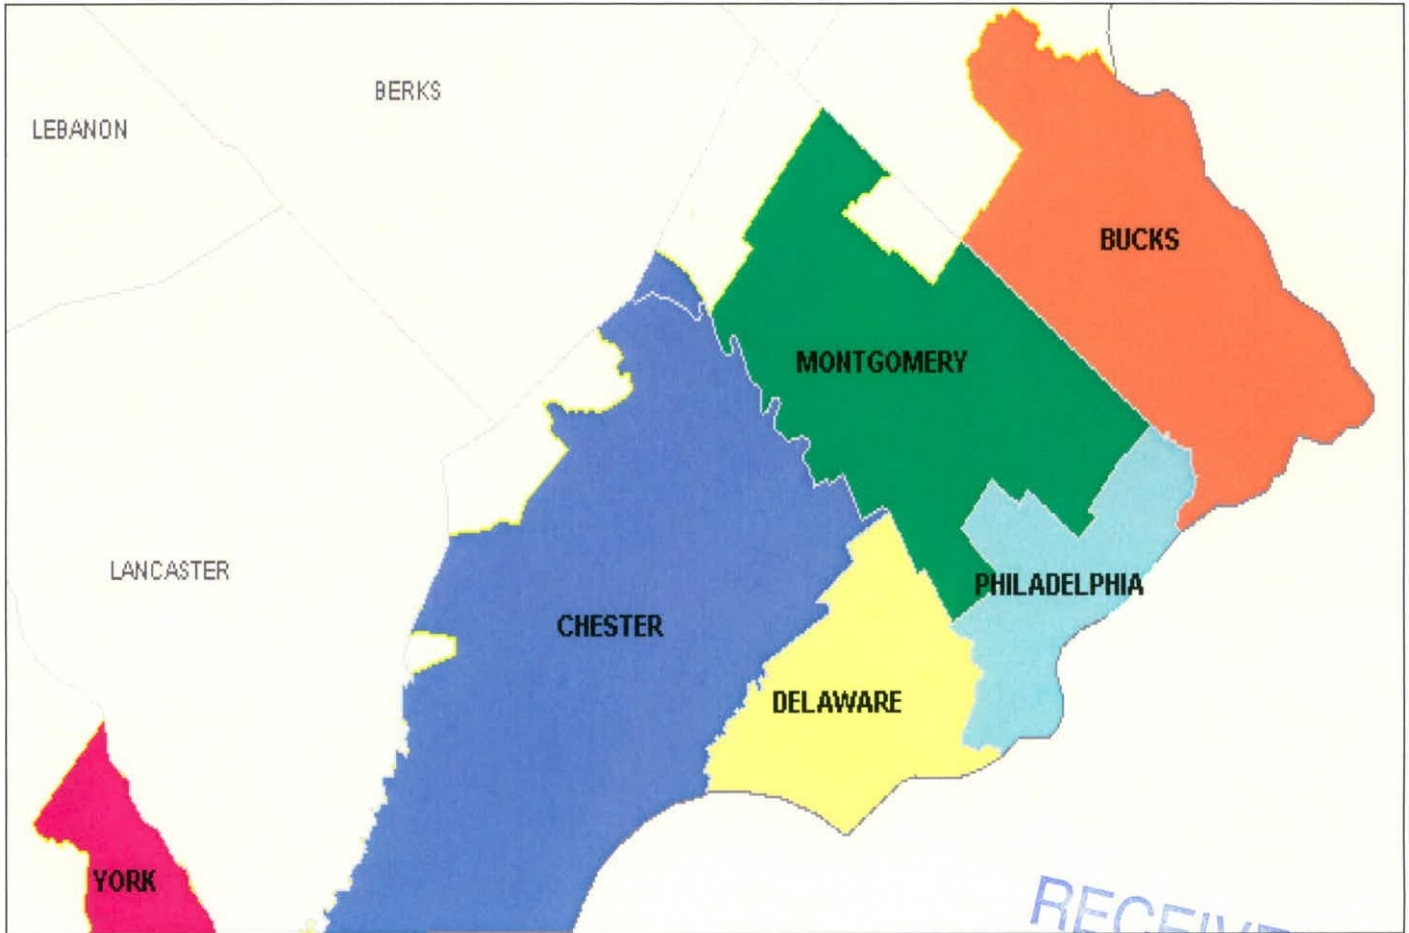 BERKS
LEBANON
BUCKS
MONTGOMERY
LANCASTER
PHILADELPHIA
CHESTER
DELAWARE
YORK